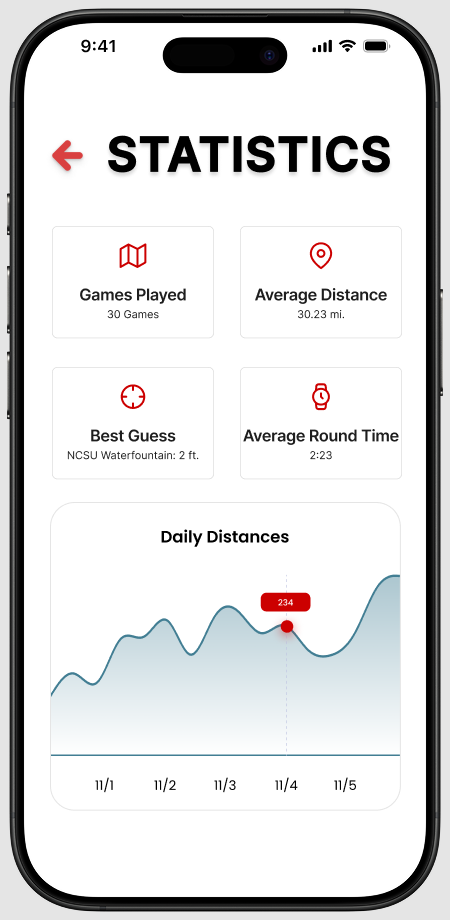 9:41
STATISTICS
Games Played
30 Games
Average Distance
30.23 mi.
Best Guess
NCSU Waterfountain: 2 ft.
Average Round Time
2:23
Daily Distances
234
11/1 11/2 11/3 11/4 11/5